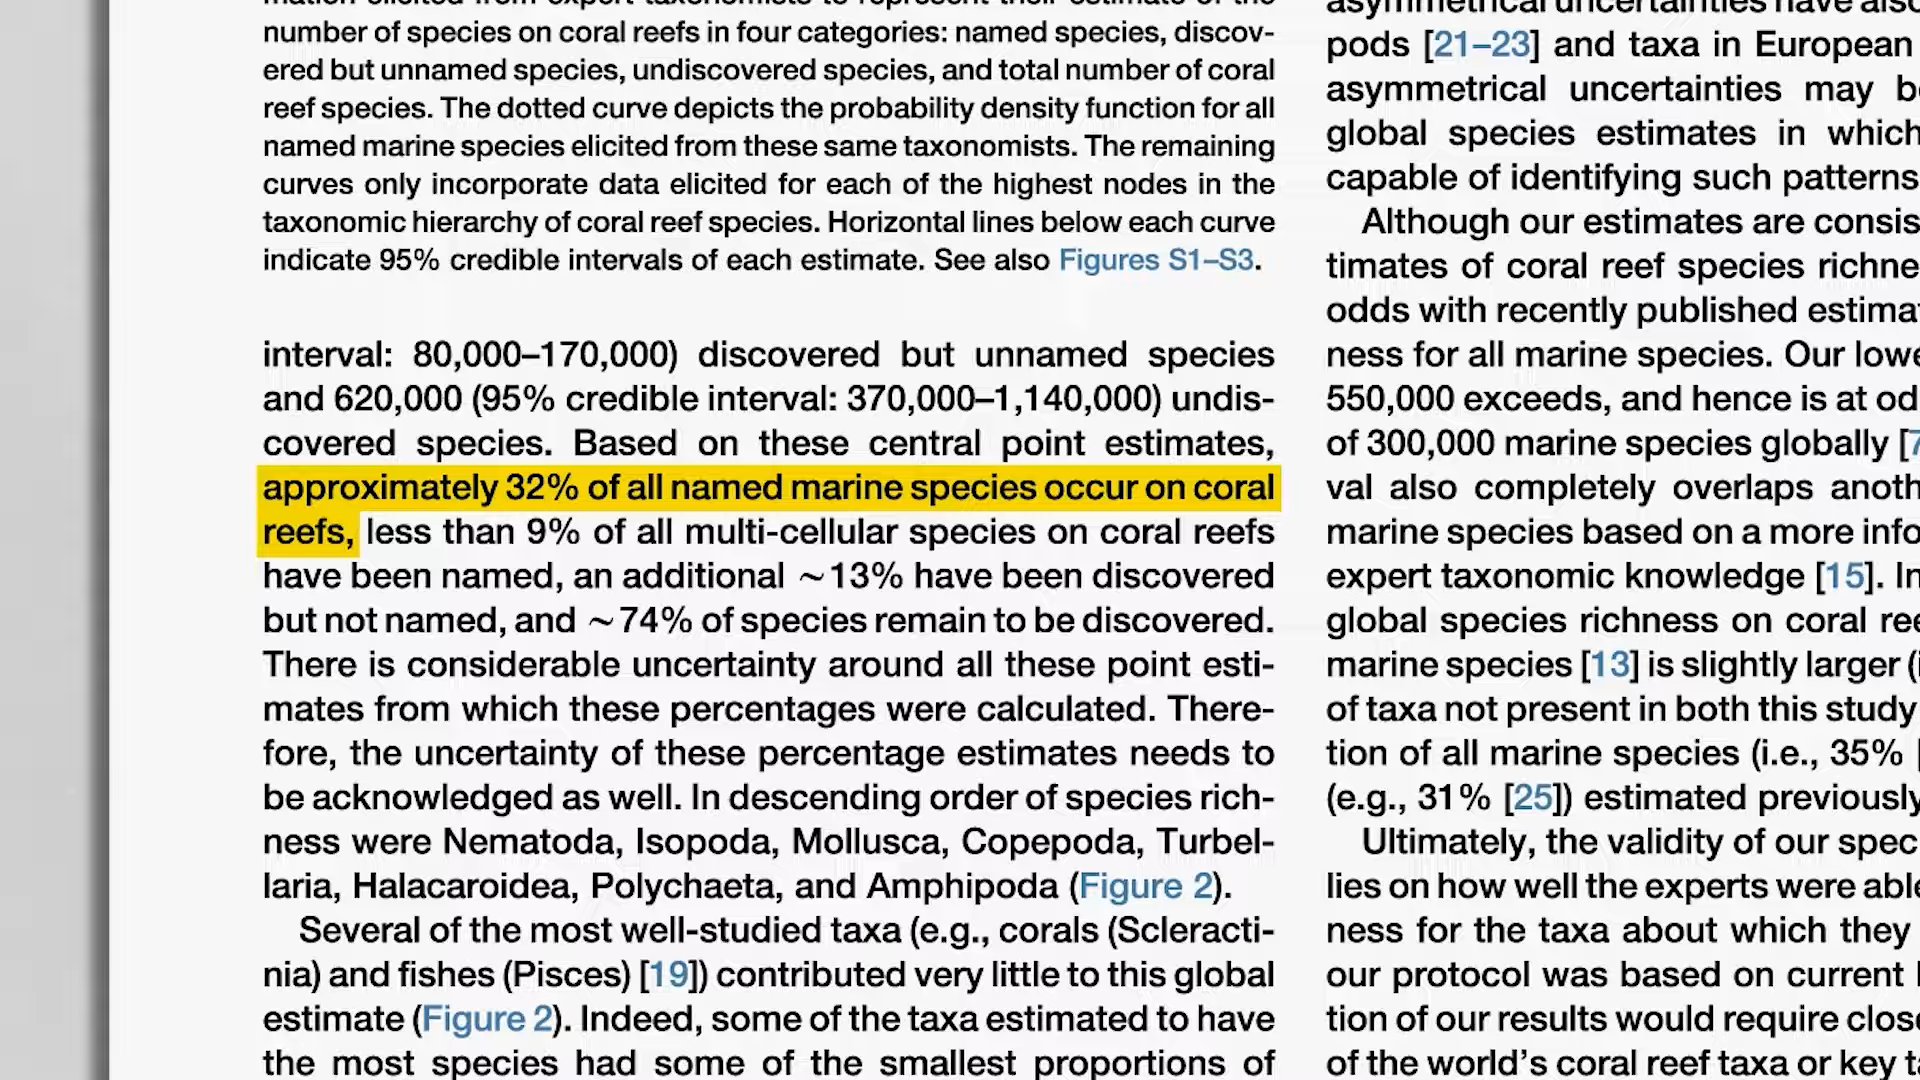 mation elicited from expert taxonomists to represent their estimate of the
number of species on coral reefs in four categories: named species, discov-
ered but unnamed species, undiscovered species, and total number of coral
reef species. The dotted curve depicts the probability density function for all
named marine species elicited from these same taxonomists. The remaining
curves only incorporate data elicited for each of the highest nodes in the
taxonomic hierarchy of coral reef species. Horizontal lines below each curve
indicate 95% credible intervals of each estimate. See also Figures S1–S3.
interval: 80,000–170,000) discovered but unnamed species
and 620,000 (95% credible interval: 370,000–1,140,000) undis-
covered species. Based on these central point estimates,
approximately 32% of all named marine species occur on coral
reefs, less than 9% of all multi-cellular species on coral reefs
have been named, an additional ~13% have been discovered
but not named, and ~74% of species remain to be discovered.
There is considerable uncertainty around all these point esti-
mates from which these percentages were calculated. There-
fore, the uncertainty of these percentage estimates needs to
be acknowledged as well. In descending order of species rich-
ness were Nematoda, Isopoda, Mollusca, Copepoda, Turbel-
laria, Halacaroidea, Polychaeta, and Amphipoda (Figure 2).
Several of the most well-studied taxa (e.g., corals (Scleracti-
nia) and fishes (Pisces) [19]) contributed very little to this global
estimate (Figure 2). Indeed, some of the taxa estimated to have
the most species had some of the smallest proportions of
asymmetrical uncertainties have also
pods [21–23] and taxa in European
asymmetrical uncertainties may
global species estimates in which
capable of identifying such patterns
Although our estimates are
timates of coral reef species
odds with recently published
ness for all marine species. Our
550,000 exceeds, and hence is at
of 300,000 marine species globally
val also completely overlaps
marine species based on a more
expert taxonomic knowledge [15].
global species richness on coral
marine species [13] is slightly larger
of taxa not present in both this study
tion of all marine species (i.e., 35%
(e.g., 31% [25]) estimated previously
Ultimately, the validity of our
lies on how well the experts were
ness for the taxa about which they
our protocol was based on current
tion of our results would require
of the world's coral reef taxa or key